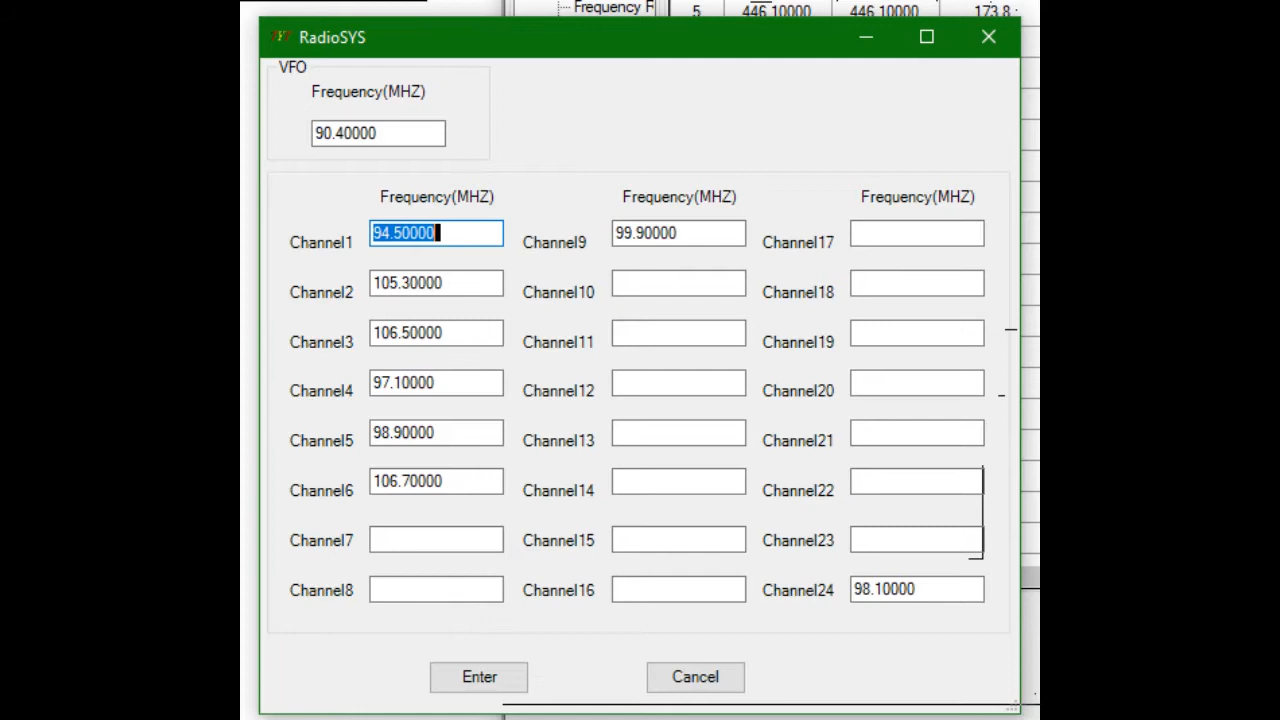 Frequency F
5 446.10000 446.10000 173.8
RadioSYS
VFO
Frequency(MHZ)
90.40000
Frequency(MHZ) Frequency(MHZ) Frequency(MHZ)
Channel1 94.50000 Channel9 99.90000 Channel17
Channel2 105.30000 Channel10 Channel18
Channel3 106.50000 Channel11 Channel19
Channel4 97.10000 Channel12 Channel20
Channel5 98.90000 Channel13 Channel21
Channel6 106.70000 Channel14 Channel22
Channel7 Channel15 Channel23
Channel8 Channel16 Channel24 98.10000
Enter Cancel